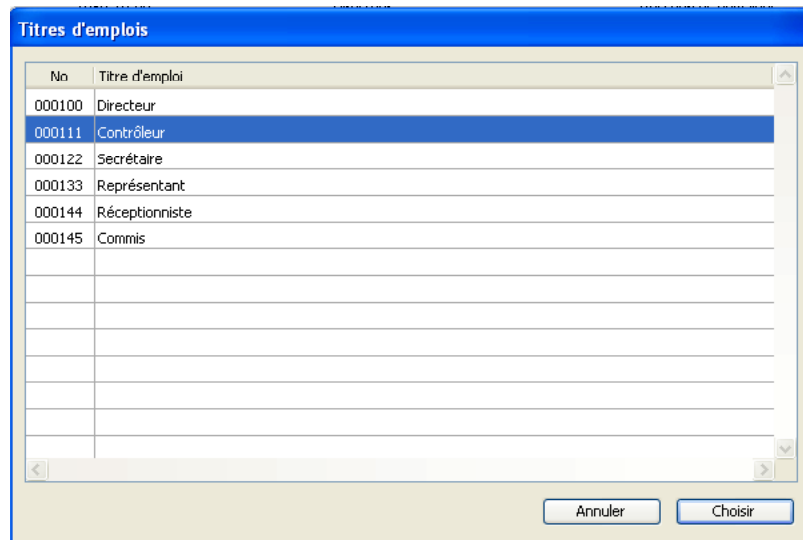 Titres d'emplois
No Titre d'emploi
000100 Directeur
000111 Contrôleur
000122 Secrétaire
000133 Représentant
000144 Réceptionniste
000145 Commis
Annuler Choisir